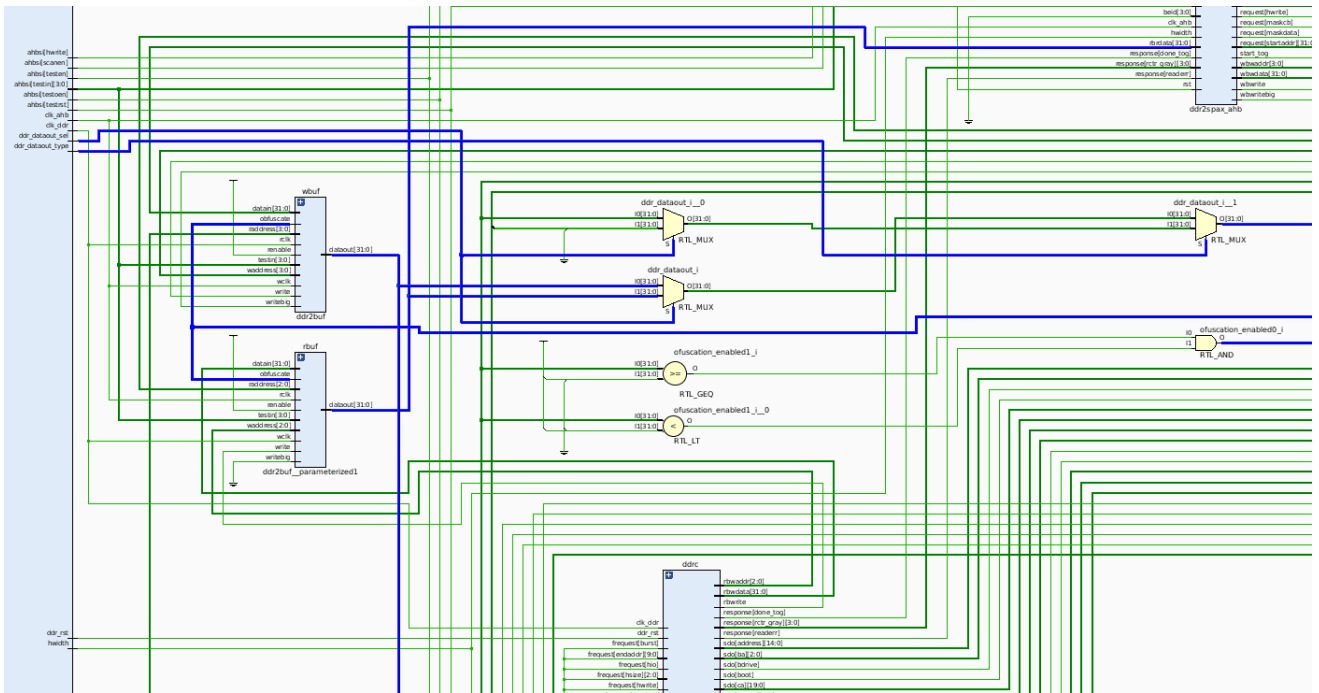 ahbsi[hwrite]
ahbsi[scanen]
ahbsi[testen]
ahbsi[testin][3:0]
ahbsi[testoen]
ahbsi[testrst]
clk_ahb
clk_ddr
ddr_dataout_sel
ddr_dataout_type
ddr_rst
hwidth
beid[3:0]
clk_ahb
hwidth
rbrdata[31:0]
response[done_tog]
response[rctr_gray][3:0]
response[readerr]
rst
request[hwrite]
request[maskcb]
request[maskdata]
request[startaddr][31:0
start_tog
wbwaddr[3:0]
wbwdata[31:0]
wbwrite
wbwritebig
ddr2spax_ahb
wbuf
datain[31:0]
obfuscate
raddress[3:0]
rclk
renable
testin[3:0]
waddress[3:0]
wclk
write
writebig
dataout[31:0]
ddr2buf
rbuf
datain[31:0]
obfuscate
raddress[2:0]
rclk
renable
testin[3:0]
waddress[2:0]
wclk
write
writebig
dataout[31:0]
ddr2buf__parameterized1
ddr_dataout_i__0
I0[31:0]
I1[31:0]
S
O[31:0]
RTL_MUX
ddr_dataout_i
I0[31:0]
I1[31:0]
S
O[31:0]
RTL_MUX
ddr_dataout_i__1
I0[31:0]
I1[31:0]
S
O[31:0]
RTL_MUX
ofuscation_enabled0_i
I0
I1
O
RTL_AND
ofuscation_enabled1_i
I0[31:0]
I1[31:0]
>=
O
RTL_GEQ
ofuscation_enabled1_i__0
I0[31:0]
I1[31:0]
<
O
RTL_LT
ddrc
clk_ddr
ddr_rst
frequest[burst]
frequest[endaddr][9:0]
frequest[hio]
frequest[hsize][2:0]
frequest[hwrite]
rbwaddr[2:0]
rbwdata[31:0]
rbwrite
response[done_tog]
response[rctr_gray][3:0]
response[readerr]
sdo[address][14:0]
sdo[ba][2:0]
sdo[bdrive]
sdo[boot]
sdo[ca][19:0]